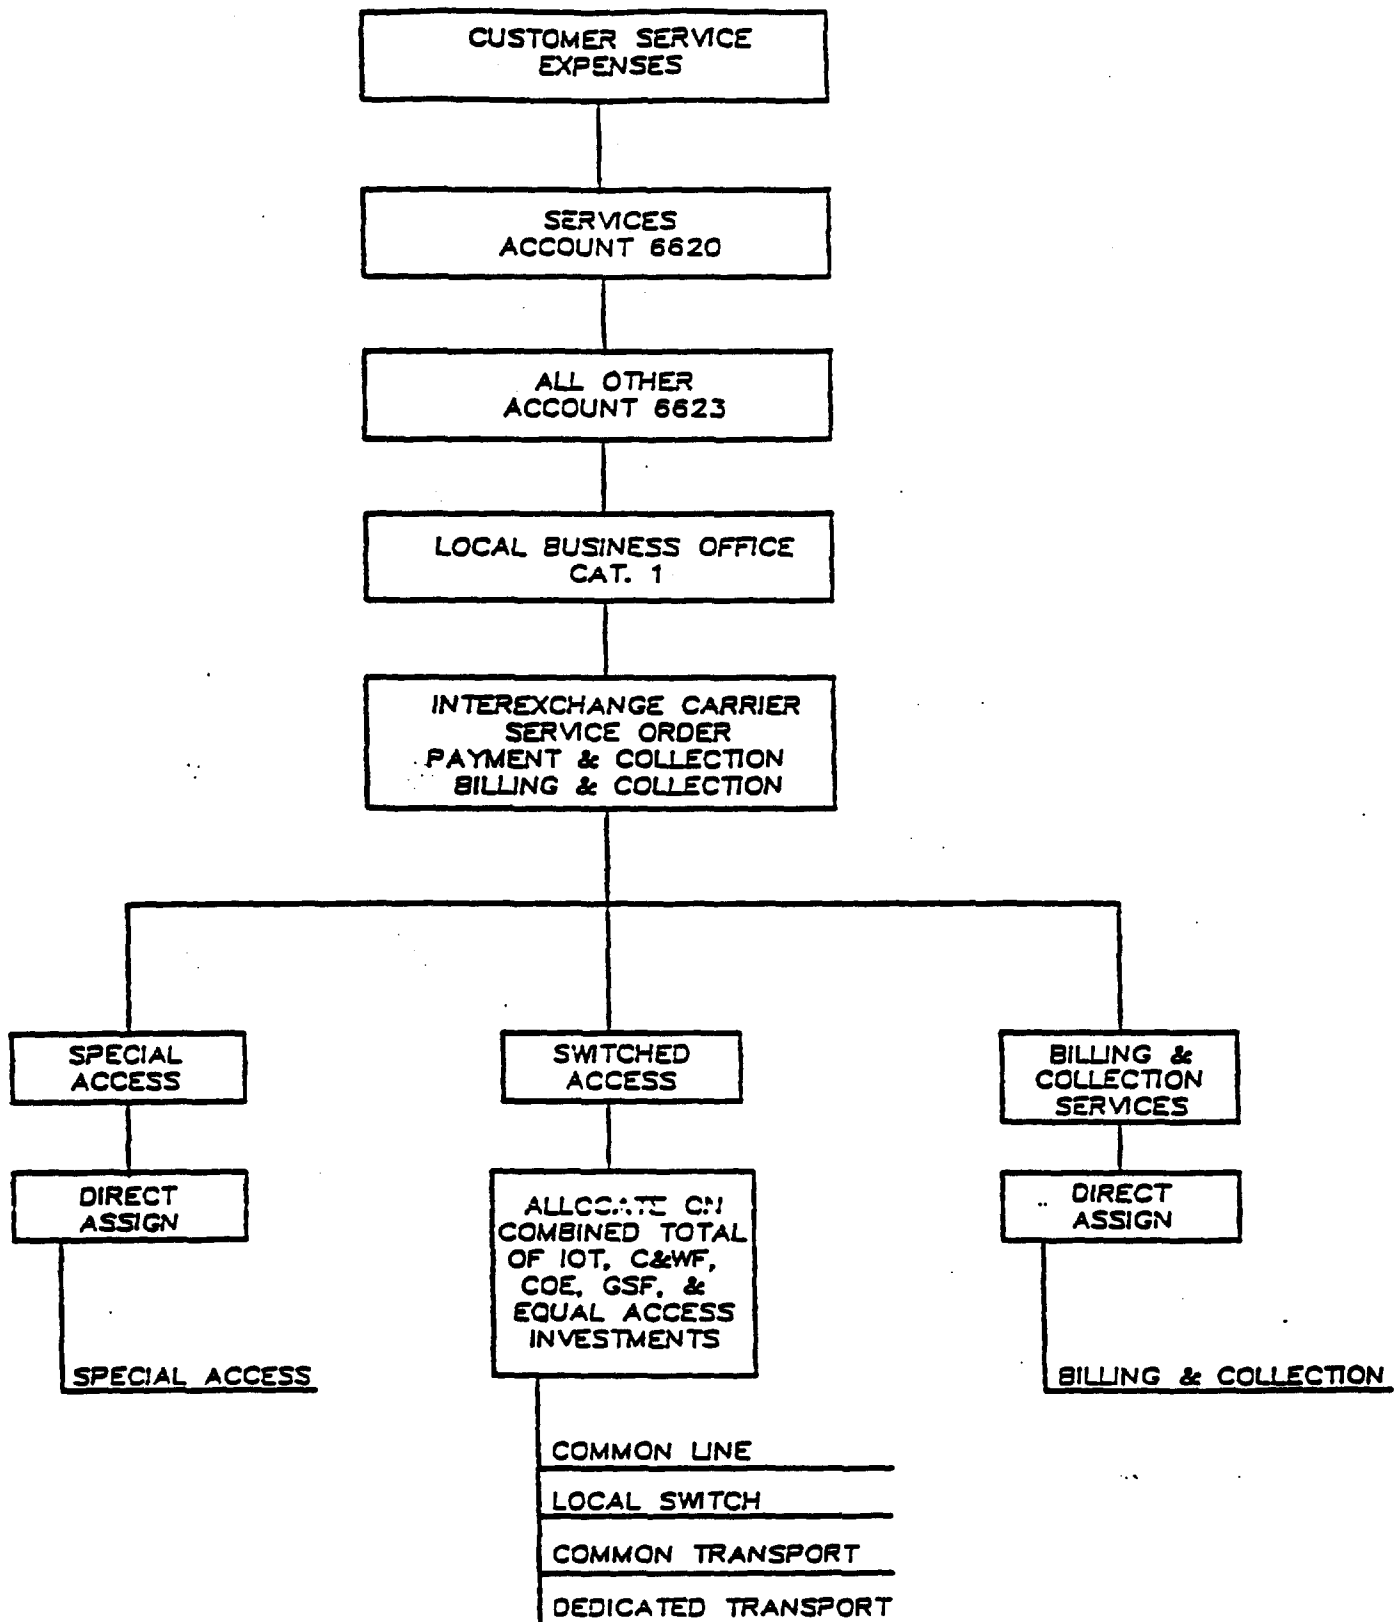 CUSTOMER SERVICE
EXPENSES
SERVICES
ACCOUNT 6620
ALL OTHER
ACCOUNT 6623
LOCAL BUSINESS OFFICE
CAT. 1
INTEREXCHANGE CARRIER
SERVICE ORDER
PAYMENT & COLLECTION
BILLING & COLLECTION
SPECIAL
ACCESS
DIRECT
ASSIGN
SPECIAL ACCESS
SWITCHED
ACCESS
ALLOCATE ON
COMBINED TOTAL
OF IOT, C&WF,
COE, GSF, &
EQUAL ACCESS
INVESTMENTS
COMMON LINE
LOCAL SWITCH
COMMON TRANSPORT
DEDICATED TRANSPORT
BILLING &
COLLECTION
SERVICES
DIRECT
ASSIGN
BILLING & COLLECTION